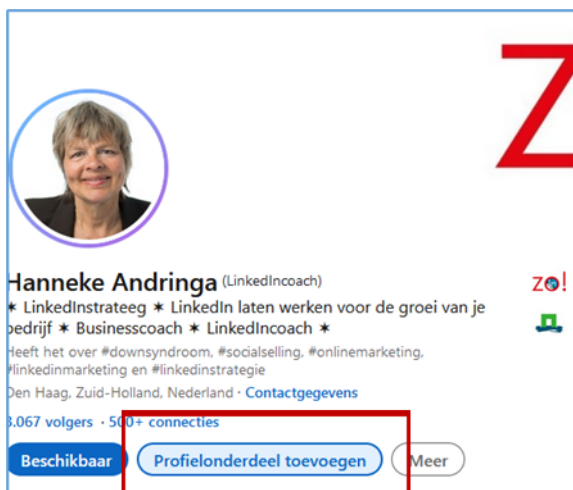 Z
Hanneke Andringa (LinkedIncoach)
zo!
✶ LinkedInstrateeg ✶ LinkedIn laten werken voor de groei van je
bedrijf ✶ Businesscoach ✶ LinkedIncoach ✶
Heeft het over #downsyndroom, #socialselling, #onlinemarketing,
#linkedinmarketing en #linkedinstrategie
Den Haag, Zuid-Holland, Nederland · Contactgegevens
3.067 volgers · 500+ connecties
Beschikbaar
Profielonderdeel toevoegen
Meer